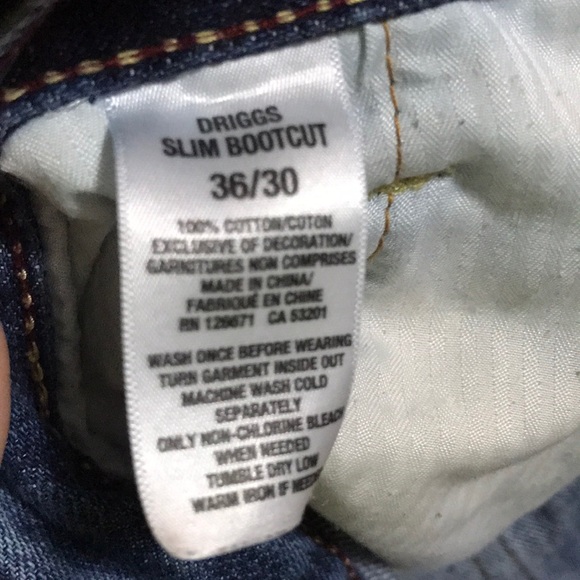 DRIGGS
SLIM BOOTCUT
36/30
100% COTTON/COTON
EXCLUSIVE OF DECORATION/
GARNITURES NON COMPRISES
MADE IN CHINA/
FABRIQUÉ EN CHINE
RN 126671 CA 53201
WASH ONCE BEFORE WEARING
TURN GARMENT INSIDE OUT
MACHINE WASH COLD
SEPARATELY
ONLY NON-CHLORINE BLEACH
WHEN NEEDED
TUMBLE DRY LOW
WARM IRON IF